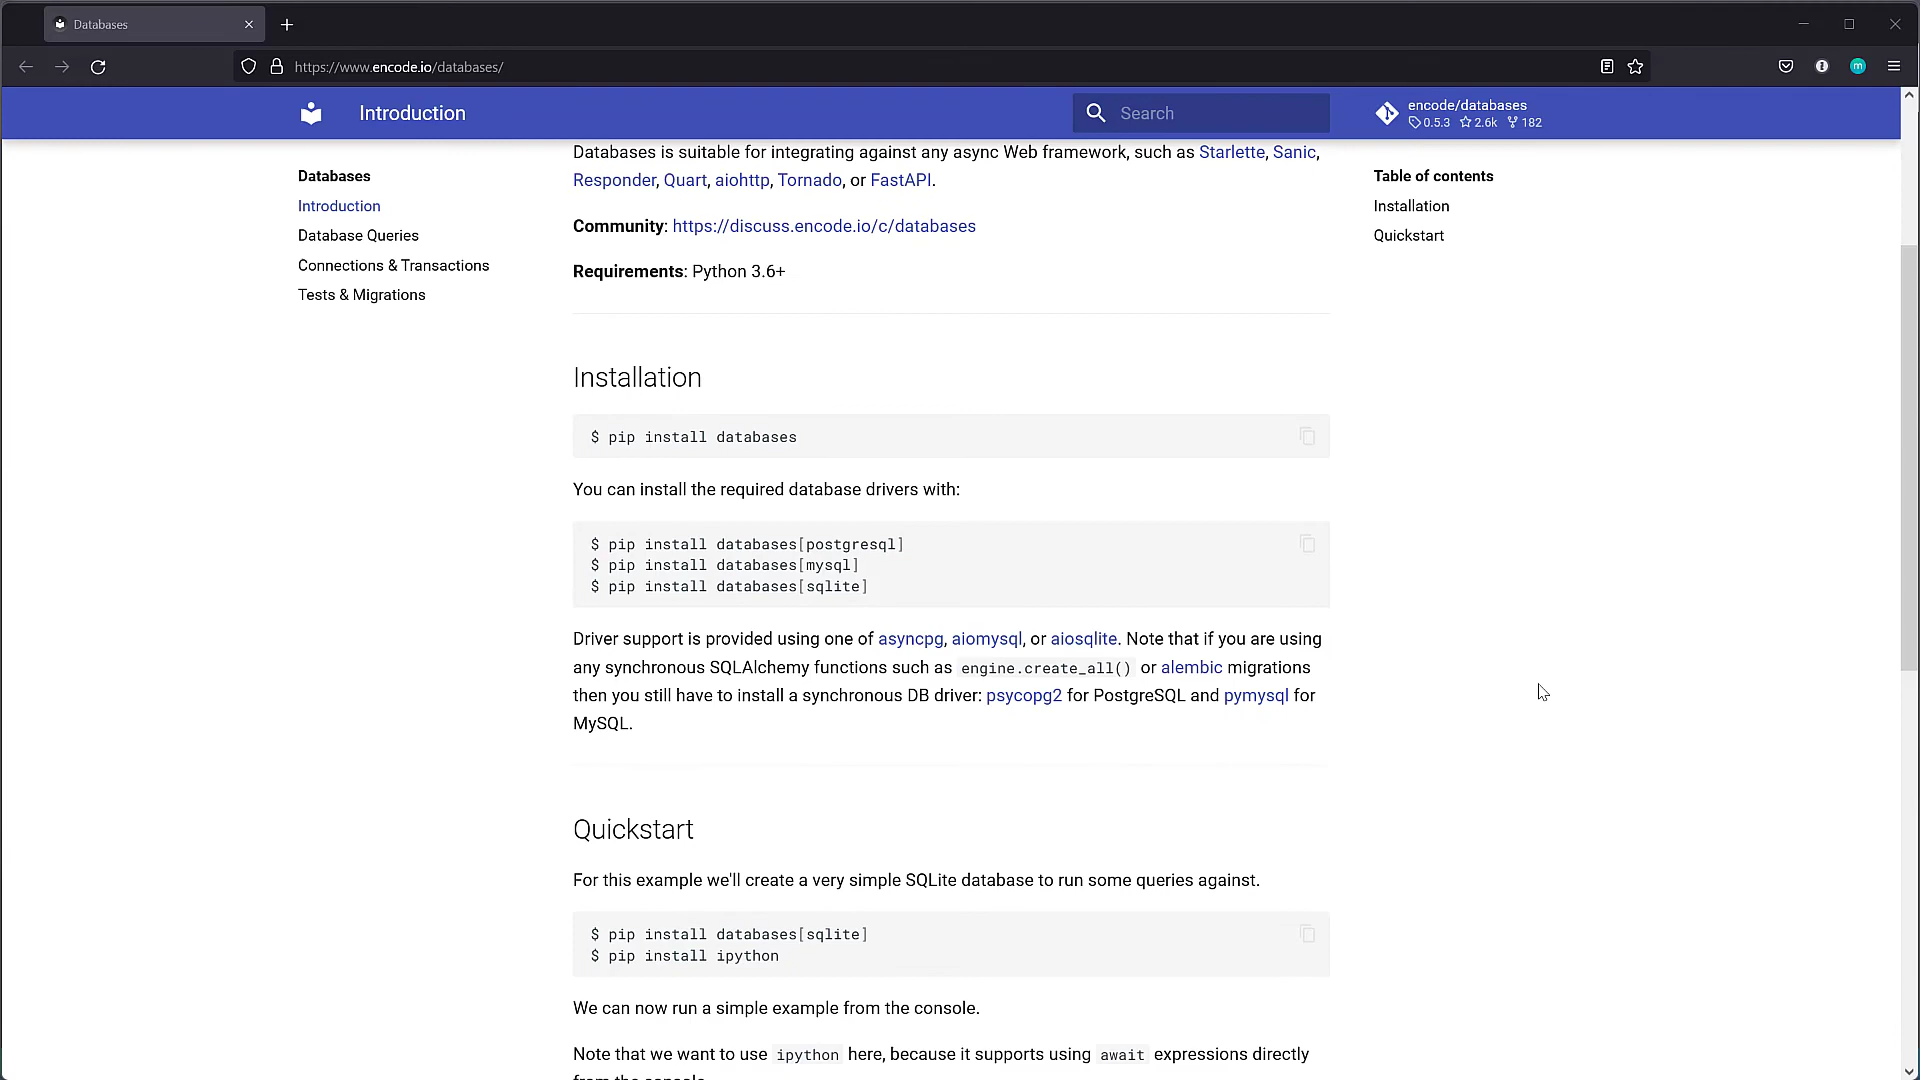 Databases
https://www.encode.io/databases/
m
Introduction
Search
encode/databases
0.5.3 2.6k 182
Databases
Introduction
Database Queries
Connections & Transactions
Tests & Migrations
Databases is suitable for integrating against any async Web framework, such as Starlette, Sanic,
Responder, Quart, aiohttp, Tornado, or FastAPI.
Community: https://discuss.encode.io/c/databases
Requirements: Python 3.6+
Installation
$ pip install databases
You can install the required database drivers with:
$ pip install databases[postgresql]
$ pip install databases[mysql]
$ pip install databases[sqlite]
Driver support is provided using one of asyncpg, aiomysql, or aiosqlite. Note that if you are using
any synchronous SQLAlchemy functions such as engine.create_all() or alembic migrations
then you still have to install a synchronous DB driver: psycopg2 for PostgreSQL and pymysql for
MySQL.
Quickstart
For this example we'll create a very simple SQLite database to run some queries against.
$ pip install databases[sqlite]
$ pip install ipython
We can now run a simple example from the console.
Note that we want to use ipython here, because it supports using await expressions directly
from the console.
Table of contents
Installation
Quickstart